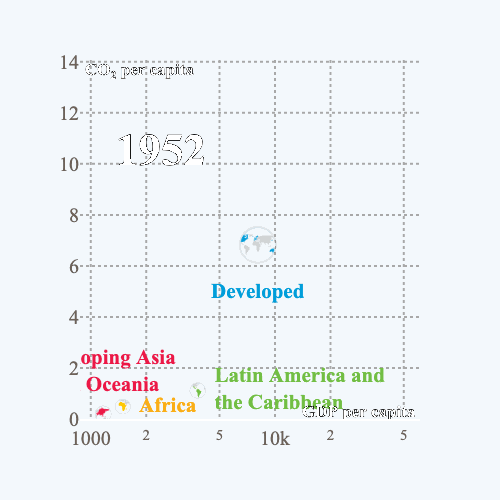 14
CO₂ per capita
12
1952
10
8
6
Developed
4
oping Asia
Oceania
2
Latin America and
the Caribbean
Africa
GDP per capita
0
1000 2 5 10k 2 5